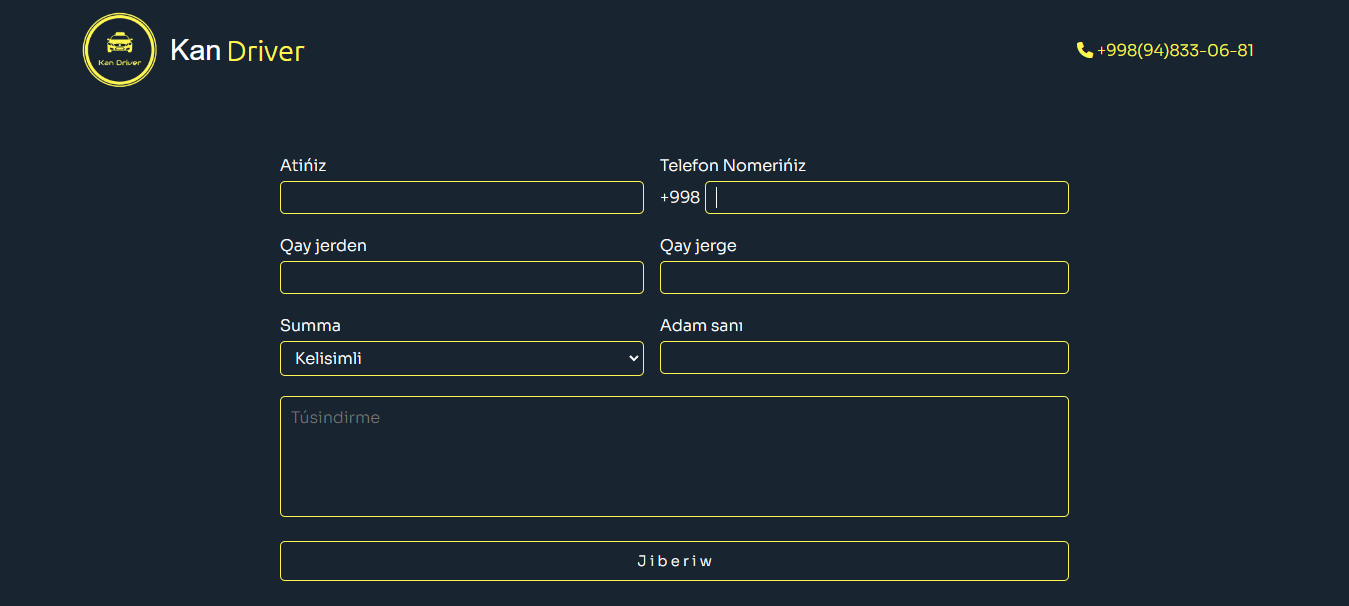 Kan Driver
Kan Driver
+998(94)833-06-81
Atińiz
Telefon Nomerińiz
+998
Qay jerden
Qay jerge
Summa
Adam sanı
Kelisimli
Túsindirme
Jiberiw